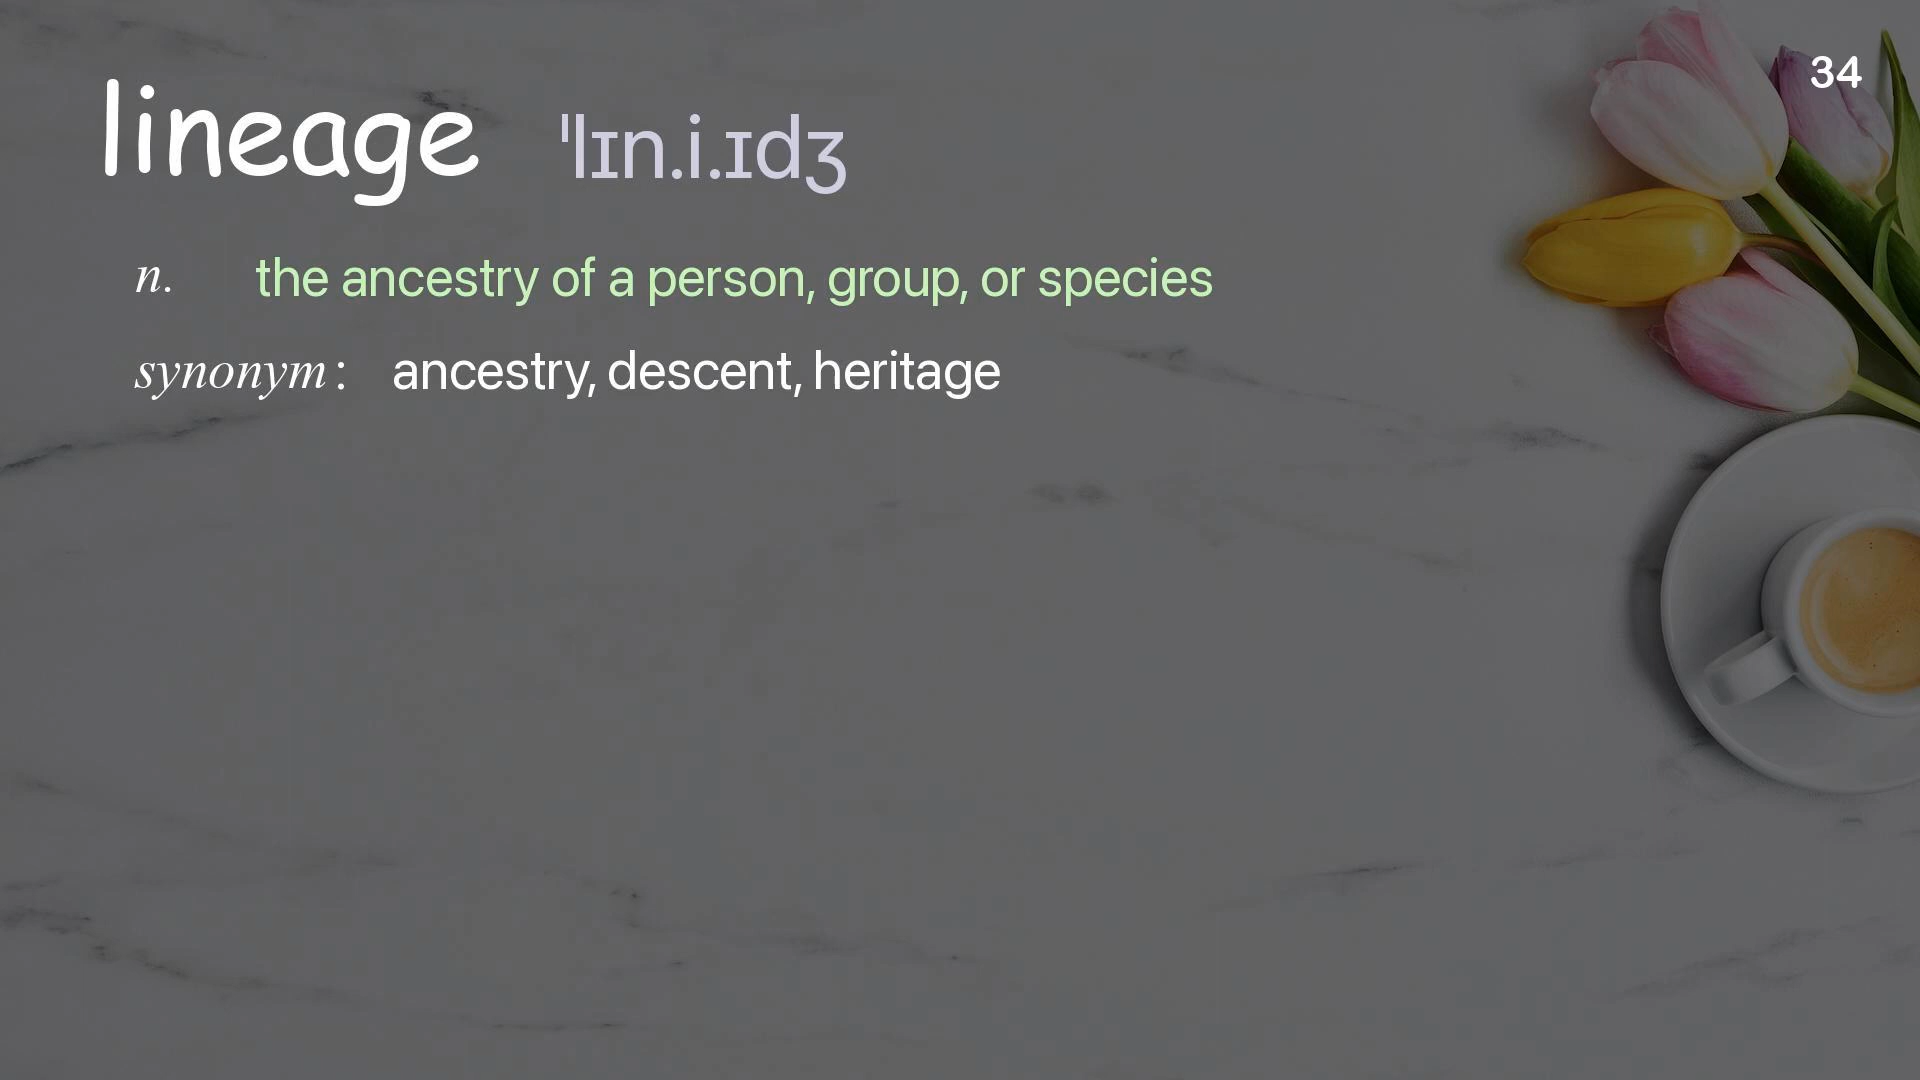 34
lineage ˈlɪn.i.ɪdʒ
n. the ancestry of a person, group, or species
synonym: ancestry, descent, heritage